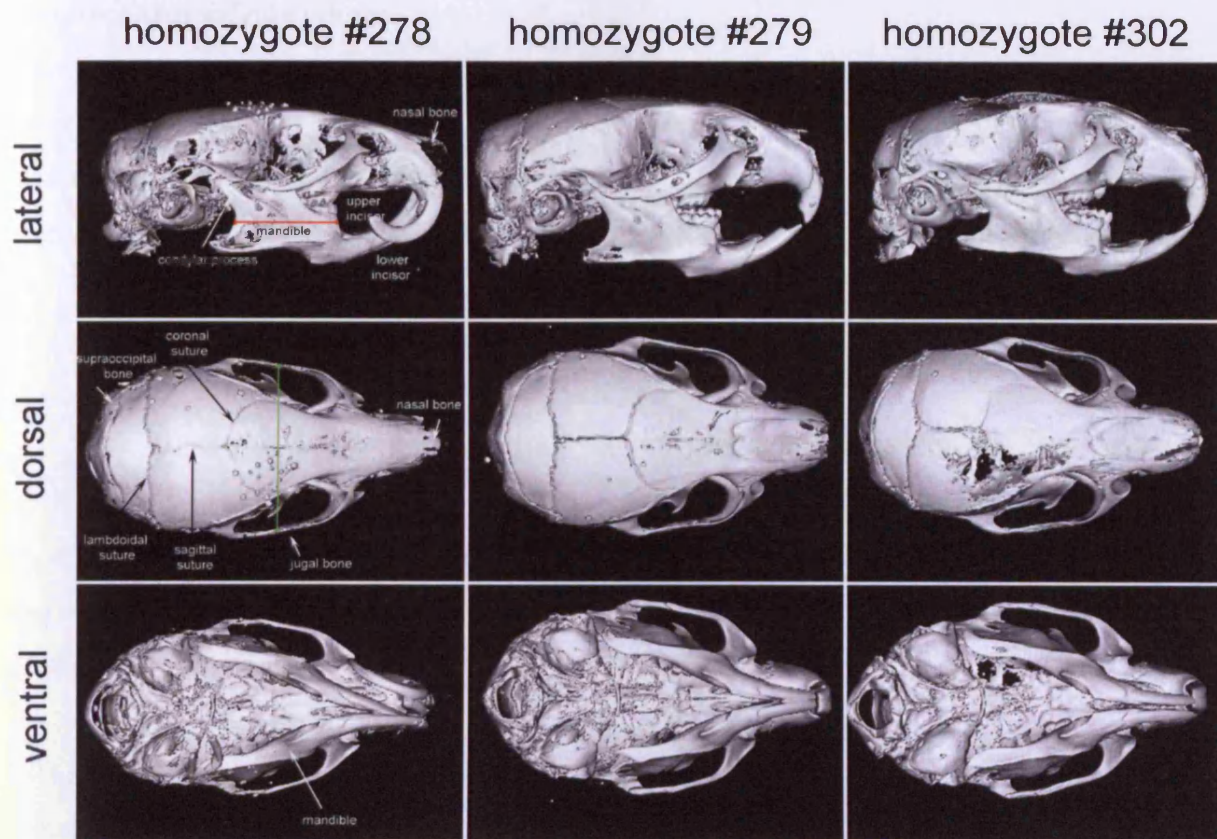 homozygote #278
homozygote #279
homozygote #302
lateral
nasal bone
upper
incisor
mandible
condylar process
lower
incisor
dorsal
coronal
suture
supraoccipital
bone
nasal bone
lambdoidal
suture
sagittal
suture
jugal bone
ventral
mandible